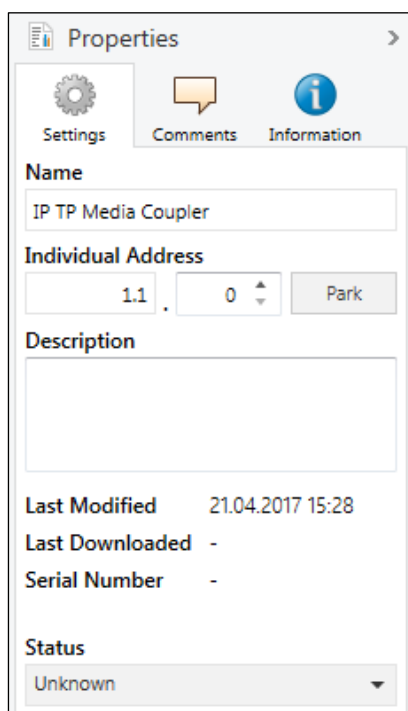 Properties
Settings Comments Information
Name
IP TP Media Coupler
Individual Address
1.1 . 0 Park
Description
Last Modified 21.04.2017 15:28
Last Downloaded -
Serial Number -
Status
Unknown